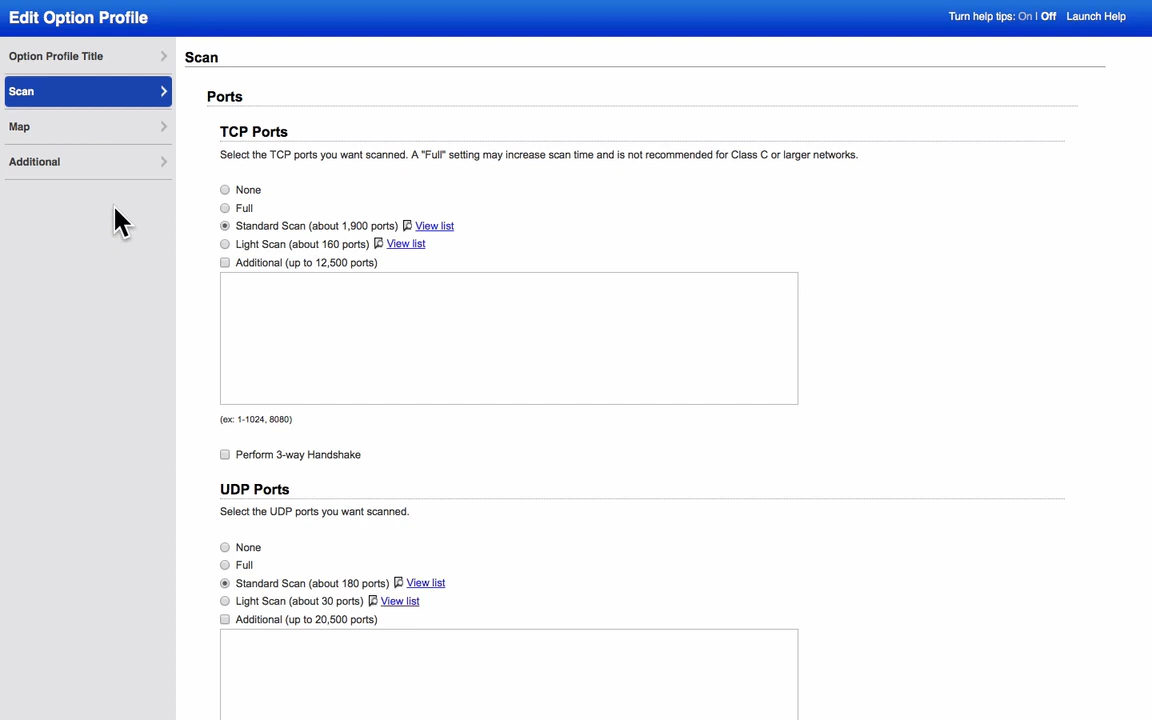 Edit Option Profile
Turn help tips: On | Off Launch Help
Option Profile Title
Scan
Map
Additional
Scan
Ports
TCP Ports
Select the TCP ports you want scanned. A "Full" setting may increase scan time and is not recommended for Class C or larger networks.
None
Full
Standard Scan (about 1,900 ports) View list
Light Scan (about 160 ports) View list
Additional (up to 12,500 ports)
(ex: 1-1024, 8080)
Perform 3-way Handshake
UDP Ports
Select the UDP ports you want scanned.
None
Full
Standard Scan (about 180 ports) View list
Light Scan (about 30 ports) View list
Additional (up to 20,500 ports)